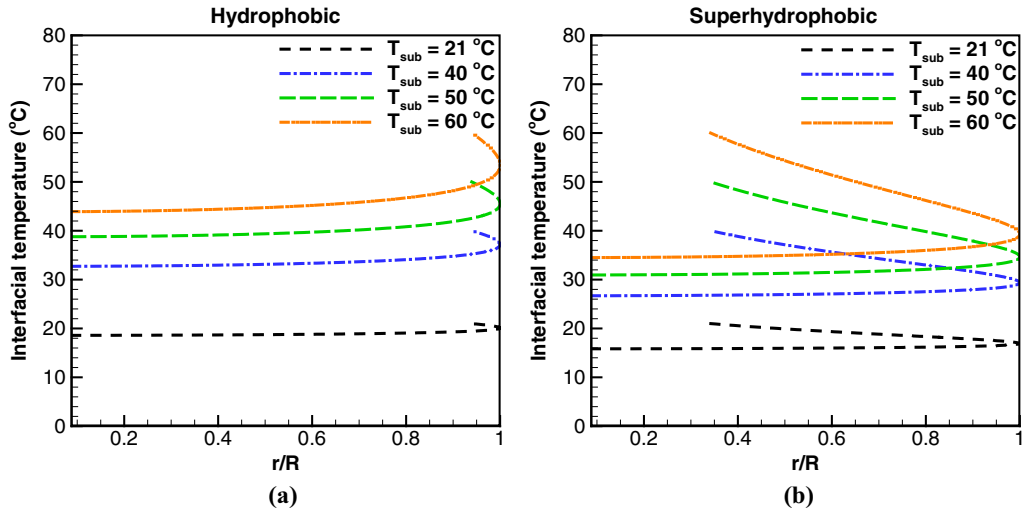 Hydrophobic
80
70
60
50
40
30
20
10
0
Interfacial temperature (°C)
T_sub = 21 °C
T_sub = 40 °C
T_sub = 50 °C
T_sub = 60 °C
0.2
0.4
0.6
0.8
1
r/R
(a)
Superhydrophobic
80
70
60
50
40
30
20
10
0
Interfacial temperature (°C)
T_sub = 21 °C
T_sub = 40 °C
T_sub = 50 °C
T_sub = 60 °C
0.2
0.4
0.6
0.8
1
r/R
(b)